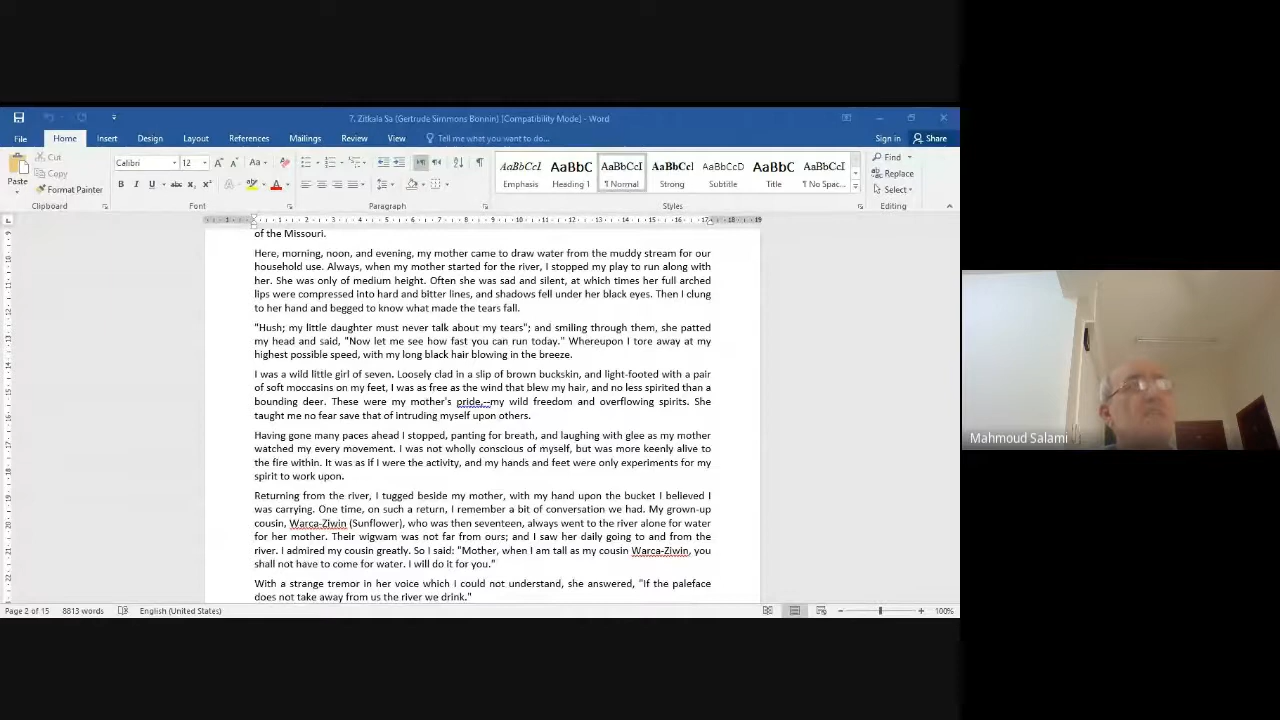 7. Zitkala Sa (Gertrude Simmons Bonnin) [Compatibility Mode] - Word
File Home Insert Design Layout References Mailings Review View Tell me what you want to do... Sign in Share
Paste
Cut
Copy
Format Painter
Clipboard
Calibri 12
Font
Paragraph
AaBbCcI Emphasis
AaBbC Heading 1
AaBbCcI ¶ Normal
AaBbCcI Strong
AaBbCcD Subtitle
AaBbC Title
AaBbCcI ¶ No Spac...
Styles
Find
Replace
Select
Editing
of the Missouri.
Here, morning, noon, and evening, my mother came to draw water from the muddy stream for our
household use. Always, when my mother started for the river, I stopped my play to run along with
her. She was only of medium height. Often she was sad and silent, at which times her full arched
lips were compressed into hard and bitter lines, and shadows fell under her black eyes. Then I clung
to her hand and begged to know what made the tears fall.
"Hush; my little daughter must never talk about my tears"; and smiling through them, she patted
my head and said, "Now let me see how fast you can run today." Whereupon I tore away at my
highest possible speed, with my long black hair blowing in the breeze.
I was a wild little girl of seven. Loosely clad in a slip of brown buckskin, and light-footed with a pair
of soft moccasins on my feet, I was as free as the wind that blew my hair, and no less spirited than a
bounding deer. These were my mother's pride,--my wild freedom and overflowing spirits. She
taught me no fear save that of intruding myself upon others.
Having gone many paces ahead I stopped, panting for breath, and laughing with glee as my mother
watched my every movement. I was not wholly conscious of myself, but was more keenly alive to
the fire within. It was as if I were the activity, and my hands and feet were only experiments for my
spirit to work upon.
Returning from the river, I tugged beside my mother, with my hand upon the bucket I believed I
was carrying. One time, on such a return, I remember a bit of conversation we had. My grown-up
cousin, Warca-Ziwin (Sunflower), who was then seventeen, always went to the river alone for water
for her mother. Their wigwam was not far from ours; and I saw her daily going to and from the
river. I admired my cousin greatly. So I said: "Mother, when I am tall as my cousin Warca-Ziwin, you
shall not have to come for water. I will do it for you."
With a strange tremor in her voice which I could not understand, she answered, "If the paleface
does not take away from us the river we drink."
Page 2 of 15 8813 words English (United States) 100%
Mahmoud Salami